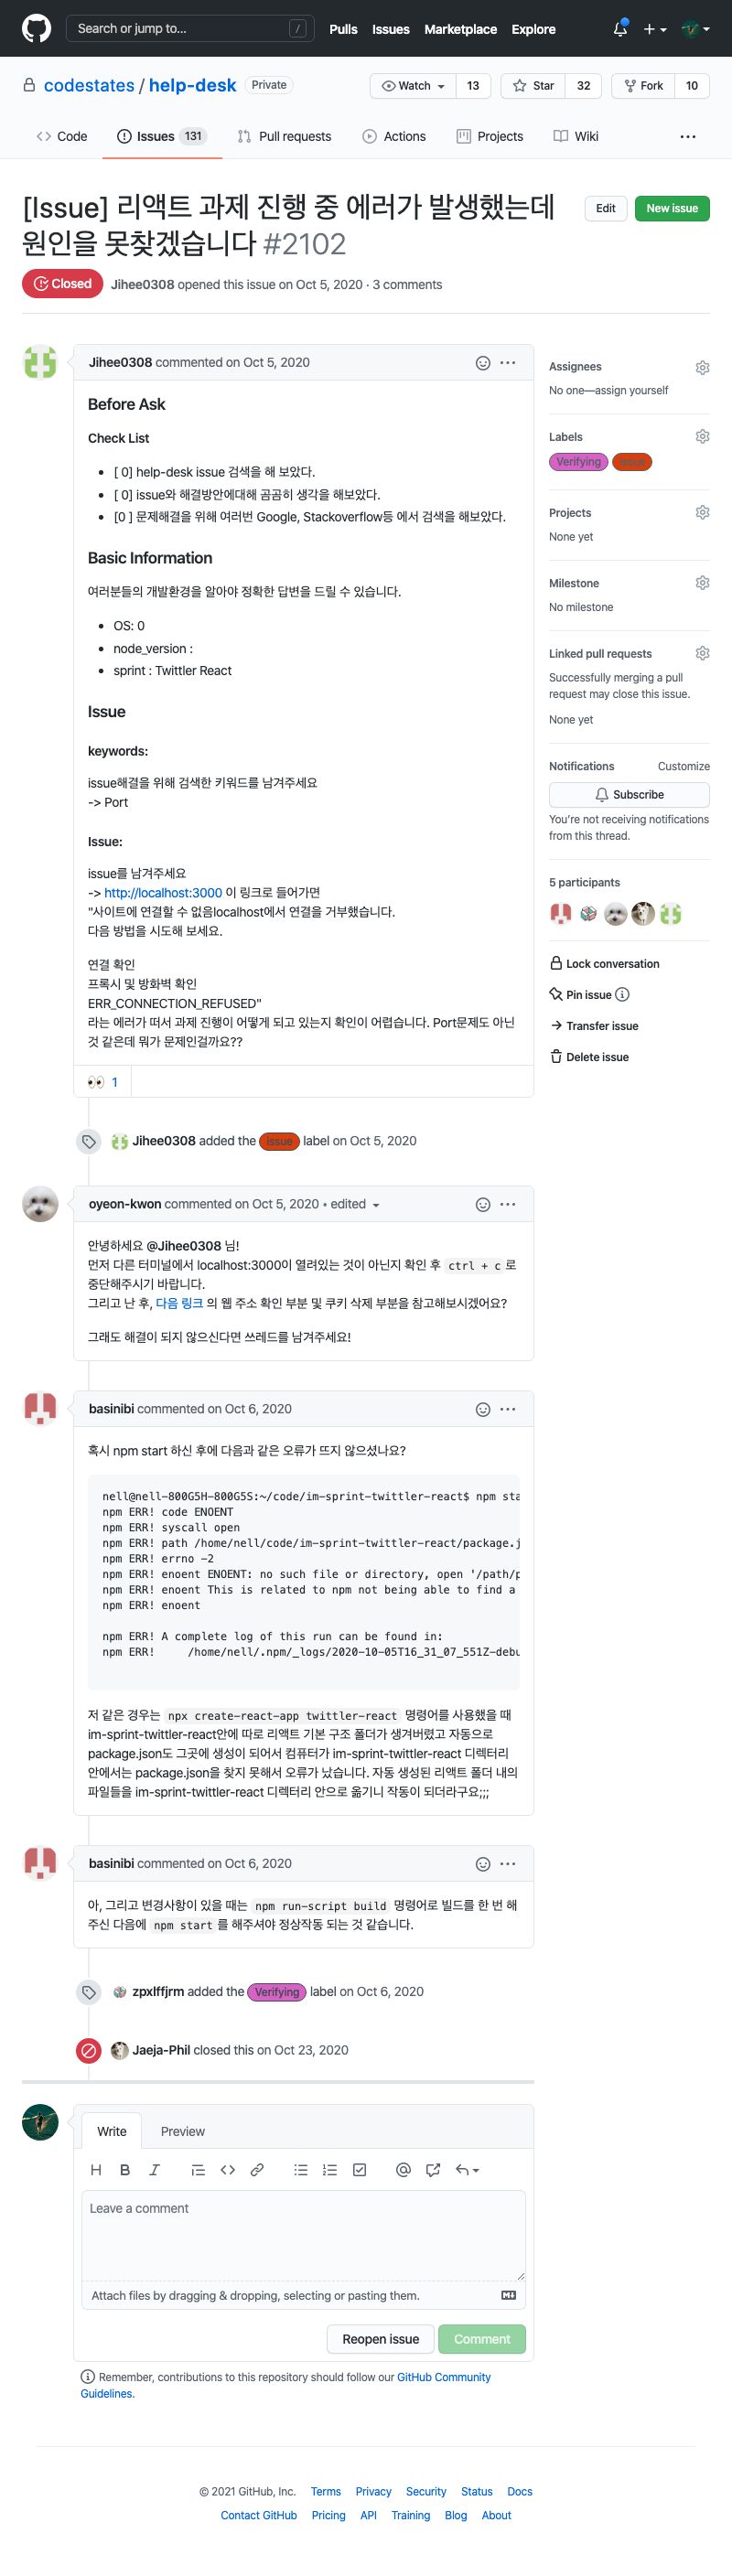 Search or jump to...
/
Pulls Issues Marketplace Explore
codestates / help-desk Private
Watch 13 Star 32 Fork 10
Code Issues 131 Pull requests Actions Projects Wiki
[Issue] 리액트 과제 진행 중 에러가 발생했는데
원인을 못찾겠습니다 #2102
Edit New issue
Closed Jihee0308 opened this issue on Oct 5, 2020 · 3 comments
Jihee0308 commented on Oct 5, 2020
Before Ask
Check List
• [ 0] help-desk issue 검색을 해 보았다.
• [ 0] issue와 해결방안에대해 곰곰히 생각을 해보았다.
• [0 ] 문제해결을 위해 여러번 Google, Stackoverflow등 에서 검색을 해보았다.
Basic Information
여러분들의 개발환경을 알아야 정확한 답변을 드릴 수 있습니다.
• OS: 0
• node_version :
• sprint : Twittler React
Issue
keywords:
issue해결을 위해 검색한 키워드를 남겨주세요
-> Port
Issue:
issue를 남겨주세요
-> http://localhost:3000 이 링크로 들어가면
"사이트에 연결할 수 없음localhost에서 연결을 거부했습니다.
다음 방법을 시도해 보세요.
연결 확인
프록시 및 방화벽 확인
ERR_CONNECTION_REFUSED"
라는 에러가 떠서 과제 진행이 어떻게 되고 있는지 확인이 어렵습니다. Port문제도 아닌
것 같은데 뭐가 문제인걸까요??
👀 1
Assignees
No one—assign yourself
Labels
Verifying issue
Projects
None yet
Milestone
No milestone
Linked pull requests
Successfully merging a pull
request may close this issue.
None yet
Notifications Customize
Subscribe
You're not receiving notifications
from this thread.
5 participants
Lock conversation
Pin issue
Transfer issue
Delete issue
Jihee0308 added the issue label on Oct 5, 2020
oyeon-kwon commented on Oct 5, 2020 • edited
안녕하세요 @Jihee0308 님!
먼저 다른 터미널에서 localhost:3000이 열려있는 것이 아닌지 확인 후 ctrl + c 로
중단해주시기 바랍니다.
그리고 난 후, 다음 링크 의 웹 주소 확인 부분 및 쿠키 삭제 부분을 참고해보시겠어요?
그래도 해결이 되지 않으신다면 쓰레드를 남겨주세요!
basinibi commented on Oct 6, 2020
혹시 npm start 하신 후에 다음과 같은 오류가 뜨지 않으셨나요?
nell@nell-800G5H-800G5S:~/code/im-sprint-twittler-react$ npm sta
npm ERR! code ENOENT
npm ERR! syscall open
npm ERR! path /home/nell/code/im-sprint-twittler-react/package.j
npm ERR! errno -2
npm ERR! enoent ENOENT: no such file or directory, open '/path/p
npm ERR! enoent This is related to npm not being able to find a
npm ERR! enoent
npm ERR! A complete log of this run can be found in:
npm ERR!     /home/nell/.npm/_logs/2020-10-05T16_31_07_551Z-debu
저 같은 경우는 npx create-react-app twittler-react 명령어를 사용했을 때
im-sprint-twittler-react안에 따로 리액트 기본 구조 폴더가 생겨버렸고 자동으로
package.json도 그곳에 생성이 되어서 컴퓨터가 im-sprint-twittler-react 디렉터리
안에서는 package.json을 찾지 못해서 오류가 났습니다. 자동 생성된 리액트 폴더 내의
파일들을 im-sprint-twittler-react 디렉터리 안으로 옮기니 작동이 되더라구요;;;
basinibi commented on Oct 6, 2020
아, 그리고 변경사항이 있을 때는 npm run-script build 명령어로 빌드를 한 번 해
주신 다음에 npm start 를 해주셔야 정상작동 되는 것 같습니다.
zpxlffjrm added the Verifying label on Oct 6, 2020
Jaeja-Phil closed this on Oct 23, 2020
Write Preview
Leave a comment
Attach files by dragging & dropping, selecting or pasting them.
Reopen issue Comment
Remember, contributions to this repository should follow our GitHub Community
Guidelines.
© 2021 GitHub, Inc. Terms Privacy Security Status Docs
Contact GitHub Pricing API Training Blog About